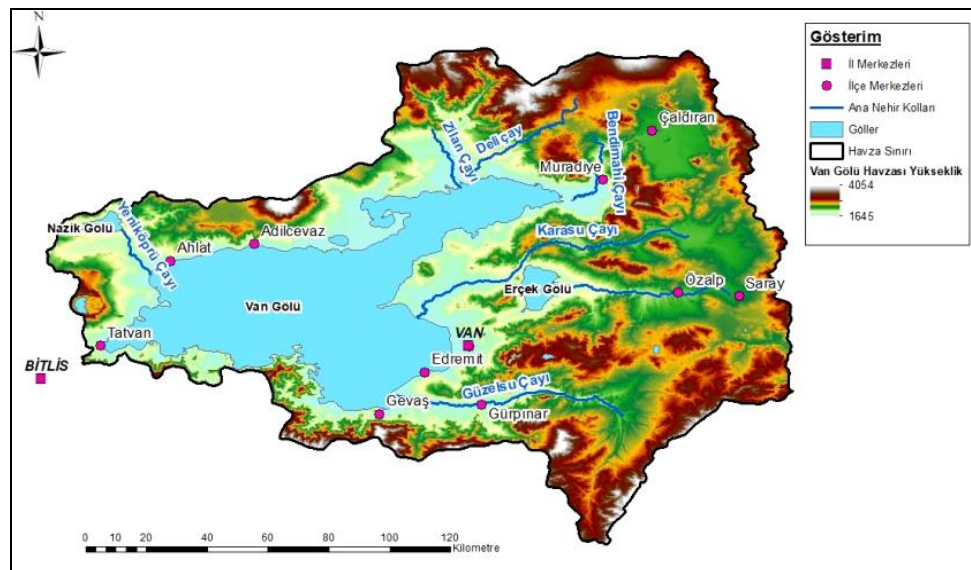 N
Çaldıran
Zilan Çayı
Deli çay
Bendimahi Çayı
Muradiye
Yeniköprü Çayı
Nazik Gölü
Adilcevaz
Ahlat
Karasu Çayı
Erçek Gölü
Özalp
Saray
Van Gölü
Tatvan
VAN
BİTLİS
Edremit
Güzelsu Çayı
Gevaş
Gürpınar
0 10 20 40 60 80 100 120
Kilometre
Gösterim
İl Merkezleri
İlçe Merkezleri
Ana Nehir Kolları
Göller
Havza Sınırı
Van Gölü Havzası Yükseklik
4054
1645